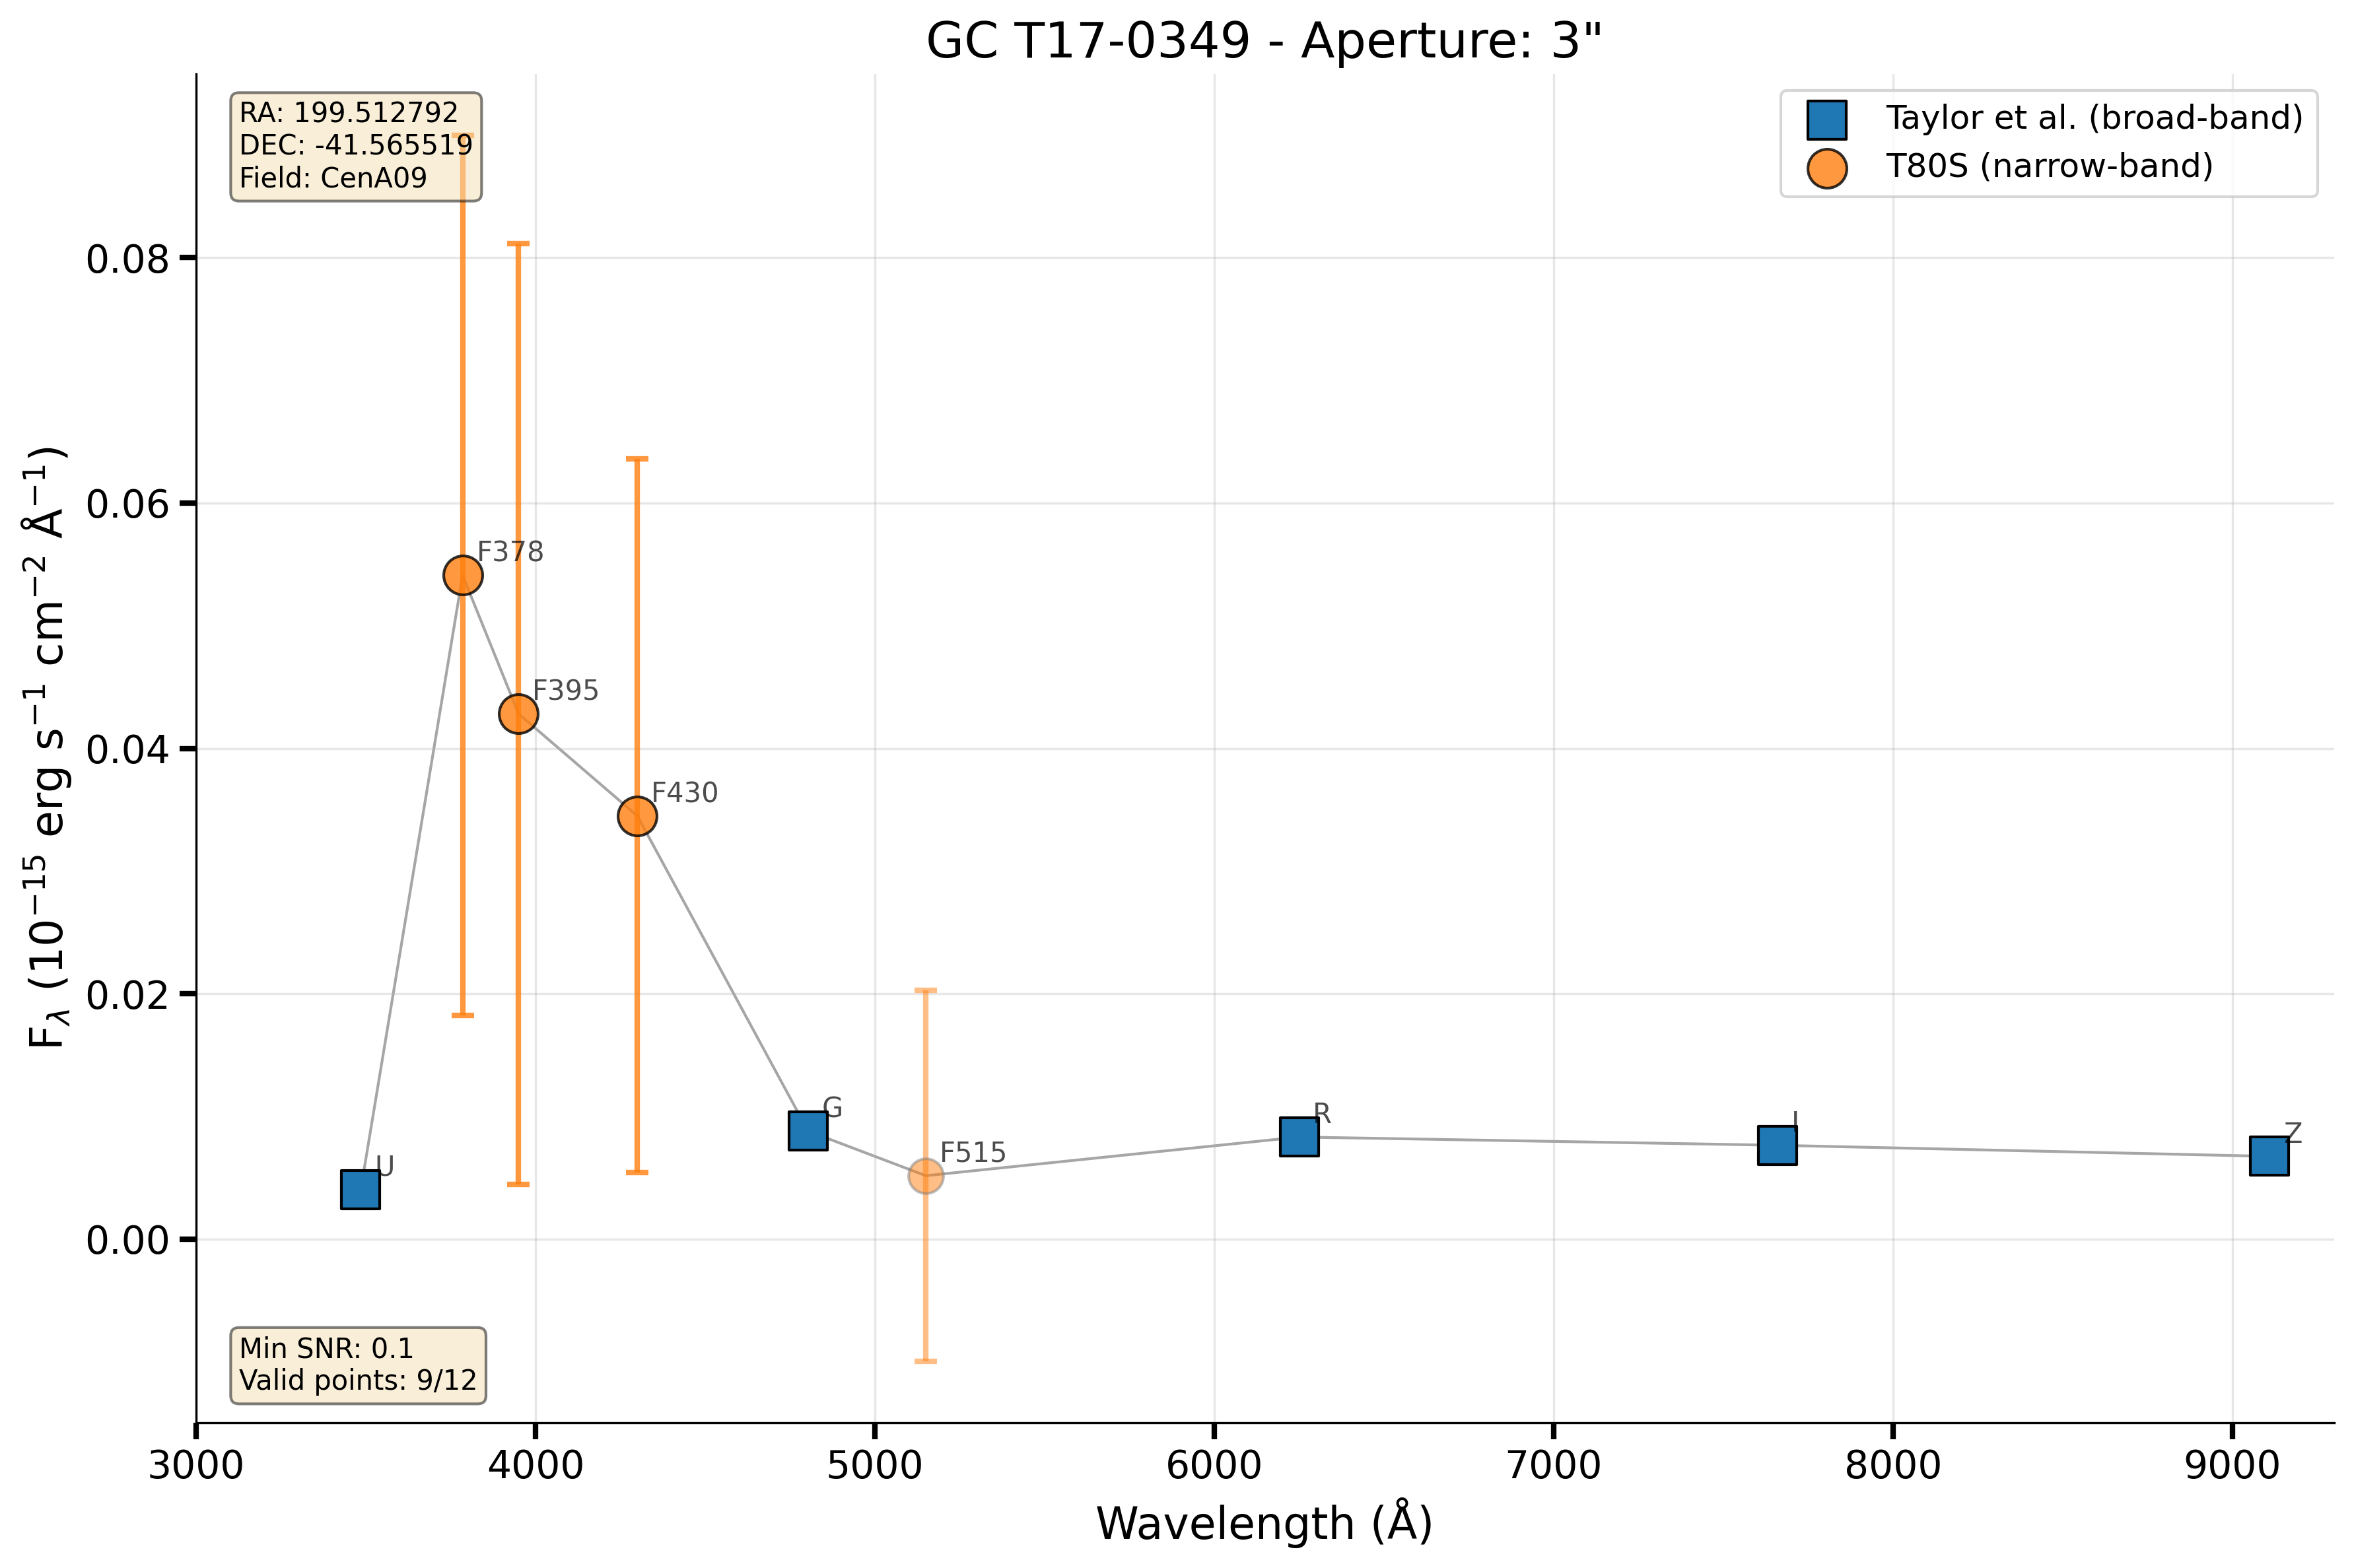 GC T17-0349 - Aperture: 3"
RA: 199.512792
DEC: -41.565519
Field: CenA09
Taylor et al. (broad-band)
T80S (narrow-band)
F_λ (10⁻¹⁵ erg s⁻¹ cm⁻² Å⁻¹)
0.08
0.06
0.04
0.02
0.00
F378
F395
F430
G
R
I
Z
F515
U
Min SNR: 0.1
Valid points: 9/12
3000 4000 5000 6000 7000 8000 9000
Wavelength (Å)